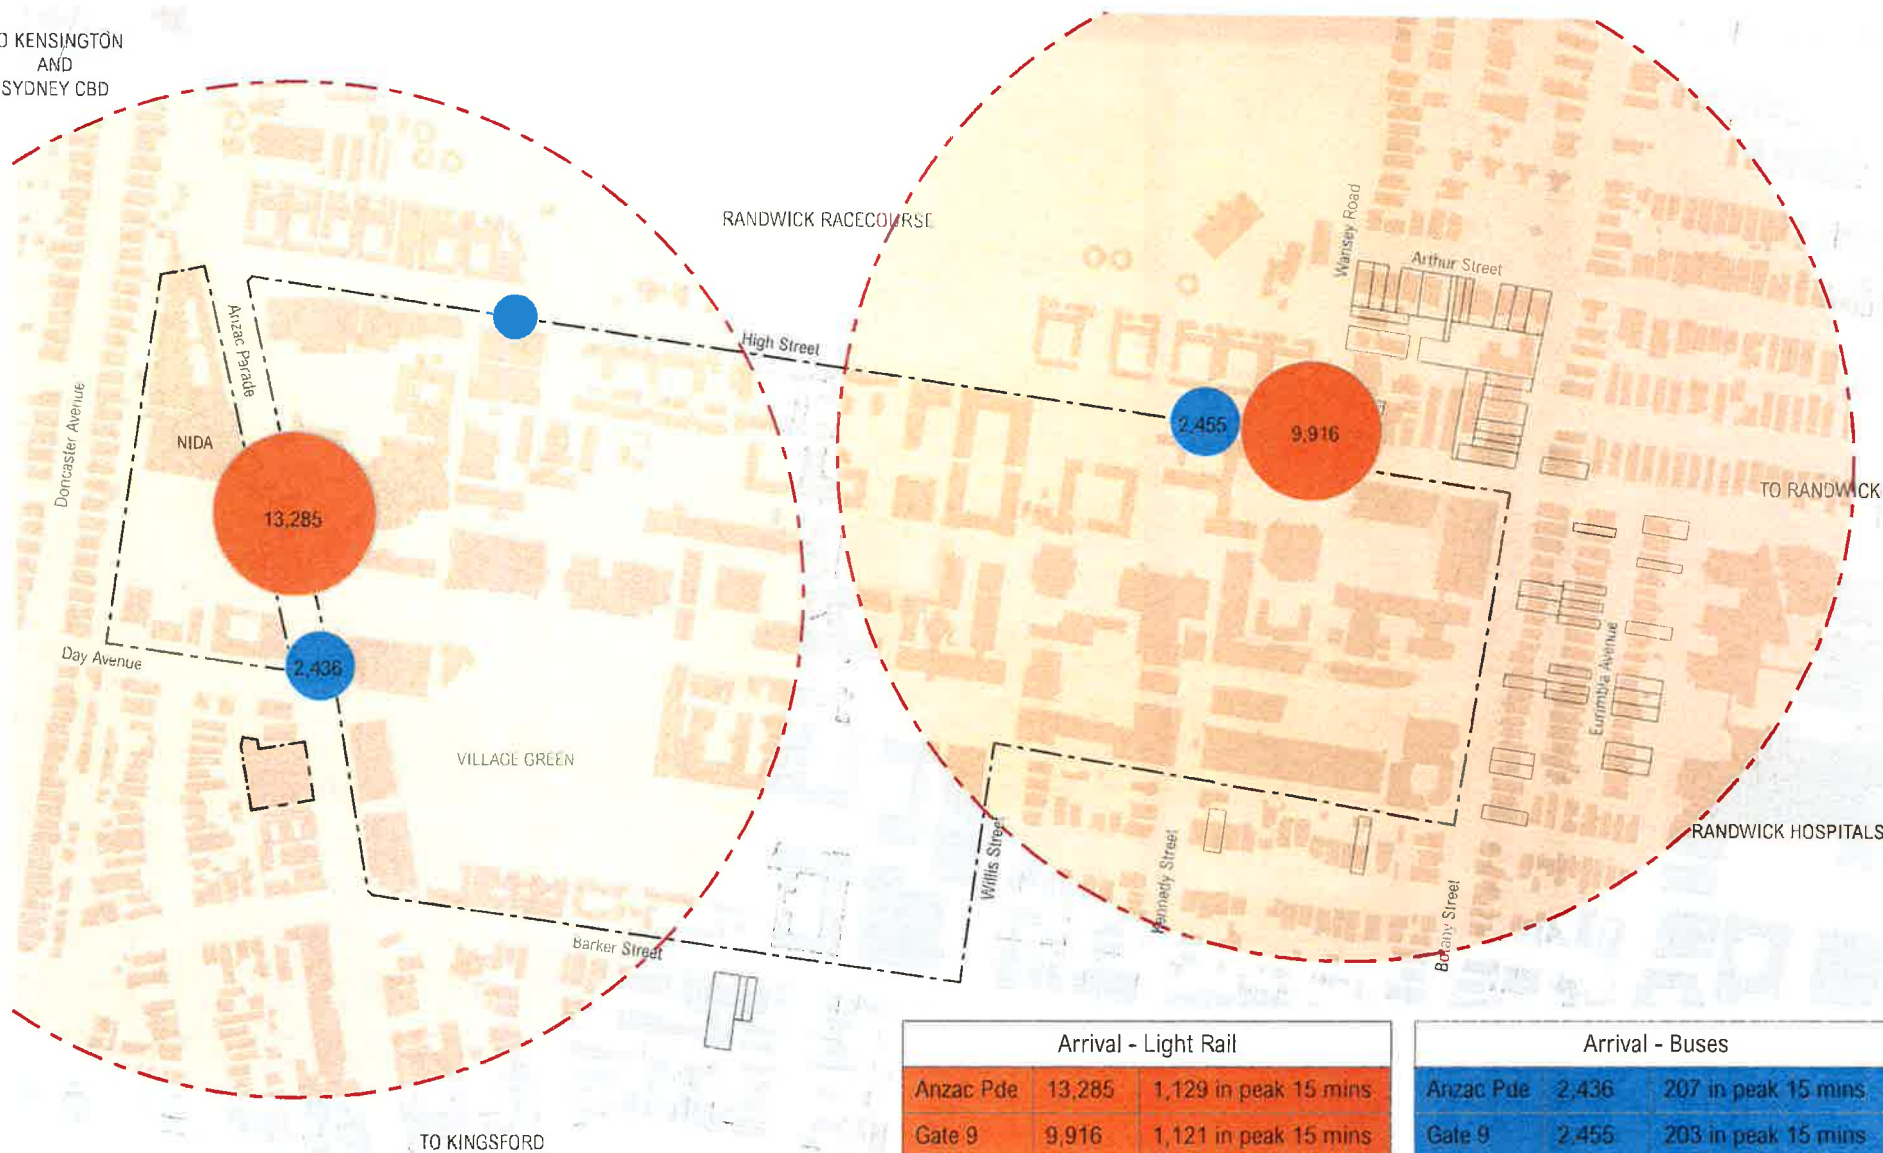 KENSINGTON
AND
SYDNEY CBD
RANDWICK RACECOURSE
Wansey Road
Arthur Street
Anzac Parade
High Street
Doncaster Avenue
NIDA
2,455
9,916
13,285
TO RANDWICK
Day Avenue
2,436
VILLAGE GREEN
Eurimbla Avenue
RANDWICK HOSPITALS
Willis Street
Kennedy Street
Botany Street
Barker Street
TO KINGSFORD
Arrival - Light Rail
Anzac Pde 13,285 1,129 in peak 15 mins
Gate 9 9,916 1,121 in peak 15 mins
Arrival - Buses
Anzac Pde 2,436 207 in peak 15 mins
Gate 9 2,455 203 in peak 15 mins